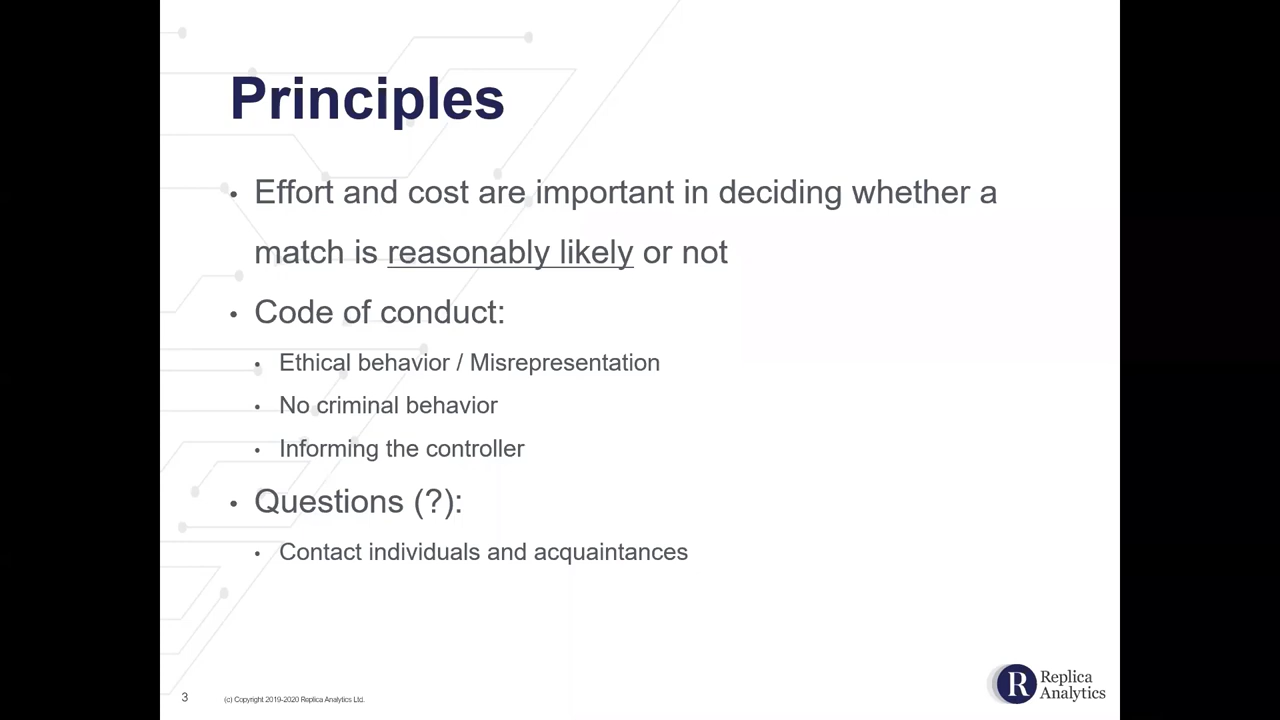 Principles
• Effort and cost are important in deciding whether a
match is reasonably likely or not
• Code of conduct:
• Ethical behavior / Misrepresentation
• No criminal behavior
• Informing the controller
• Questions (?):
• Contact individuals and acquaintances
3
(c) Copyright 2019-2020 Replica Analytics Ltd.
R
Replica
Analytics